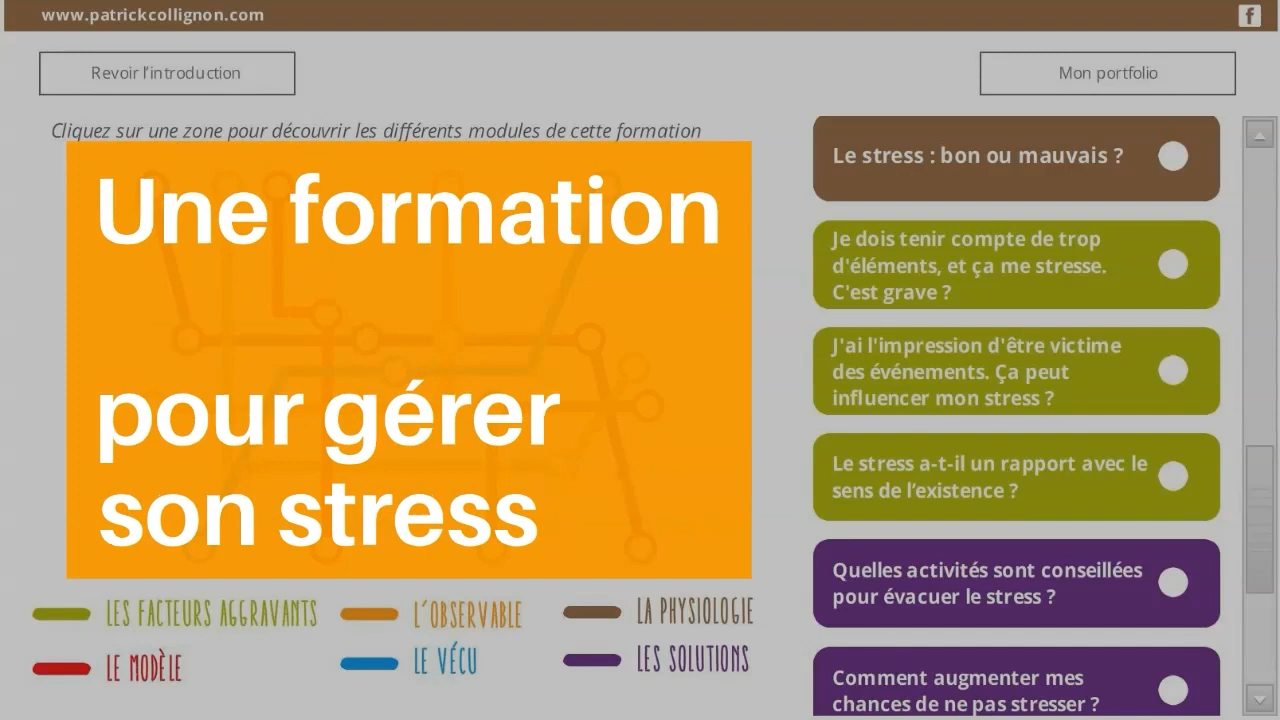 www.patrickcollignon.com
f
Revoir l'introduction
Mon portfolio
Cliquez sur une zone pour découvrir les différents modules de cette formation
Une formation
pour gérer
son stress
Le stress : bon ou mauvais ?
Je dois tenir compte de trop
d'éléments, et ça me stresse.
C'est grave ?
J'ai l'impression d'être victime
des événements. Ça peut
influencer mon stress ?
Le stress a-t-il un rapport avec le
sens de l’existence ?
Quelles activités sont conseillées
pour évacuer le stress ?
Comment augmenter mes
chances de ne pas stresser ?
LES FACTEURS AGGRAVANTS
L'OBSERVABLE
LA PHYSIOLOGIE
LE MODÈLE
LE VÉCU
LES SOLUTIONS